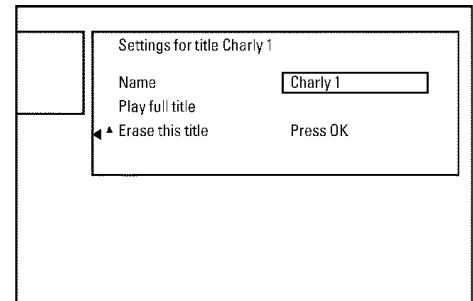 Settings for title Charly 1
Name Charly 1
Play full title
Erase this title Press OK